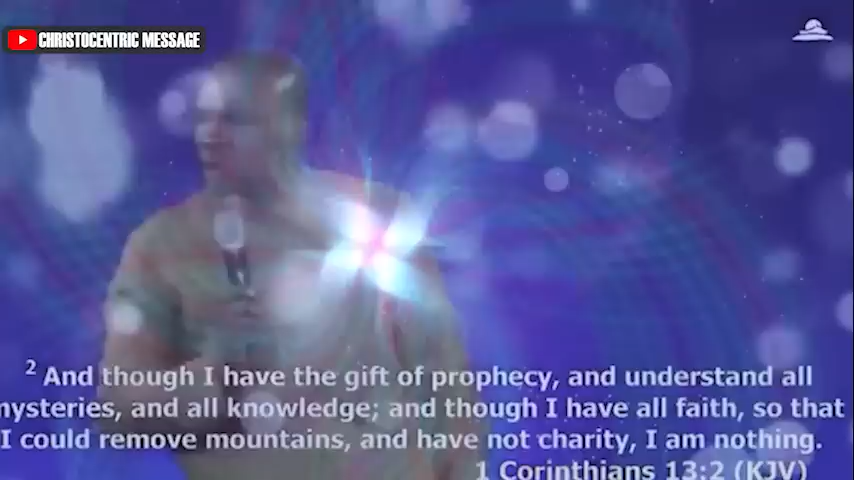 CHRISTOCENTRIC MESSAGE
2 And though I have the gift of prophecy, and understand all
mysteries, and all knowledge; and though I have all faith, so that
I could remove mountains, and have not charity, I am nothing.
1 Corinthians 13:2 (KJV)